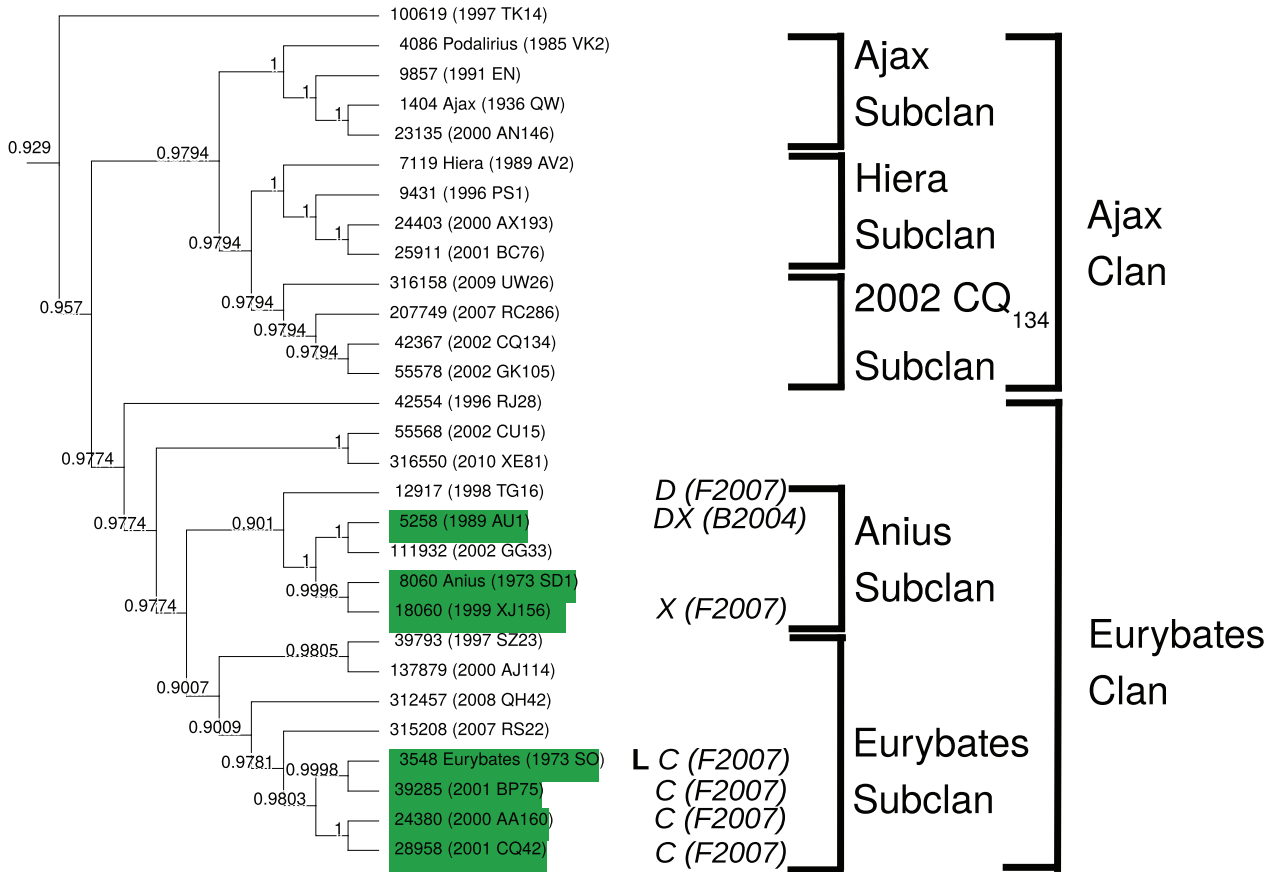 100619 (1997 TK14)
4086 Podalirius (1985 VK2)
9857 (1991 EN)
1404 Ajax (1936 QW)
23135 (2000 AN146)
7119 Hiera (1989 AV2)
9431 (1996 PS1)
24403 (2000 AX193)
25911 (2001 BC76)
316158 (2009 UW26)
207749 (2007 RC286)
42367 (2002 CQ134)
55578 (2002 GK105)
42554 (1996 RJ28)
55568 (2002 CU15)
316550 (2010 XE81)
12917 (1998 TG16)
5258 (1989 AU1)
111932 (2002 GG33)
8060 Anius (1973 SD1)
18060 (1999 XJ156)
39793 (1997 SZ23)
137879 (2000 AJ114)
312457 (2008 QH42)
315208 (2007 RS22)
3548 Eurybates (1973 SO)
39285 (2001 BP75)
24380 (2000 AA160)
28958 (2001 CQ42)
0.929
0.957
0.9794
1
1
1
0.9794
1
1
1
0.9794
0.9794
0.9794
0.9774
0.9774
1
0.9774
0.901
1
1
0.9996
0.9007
0.9805
0.9009
0.9781
0.9998
0.9803
1
D (F2007)
DX (B2004)
X (F2007)
L C (F2007)
C (F2007)
C (F2007)
C (F2007)
Ajax
Subclan
Hiera
Subclan
2002 CQ134
Subclan
Anius
Subclan
Eurybates
Subclan
Ajax
Clan
Eurybates
Clan